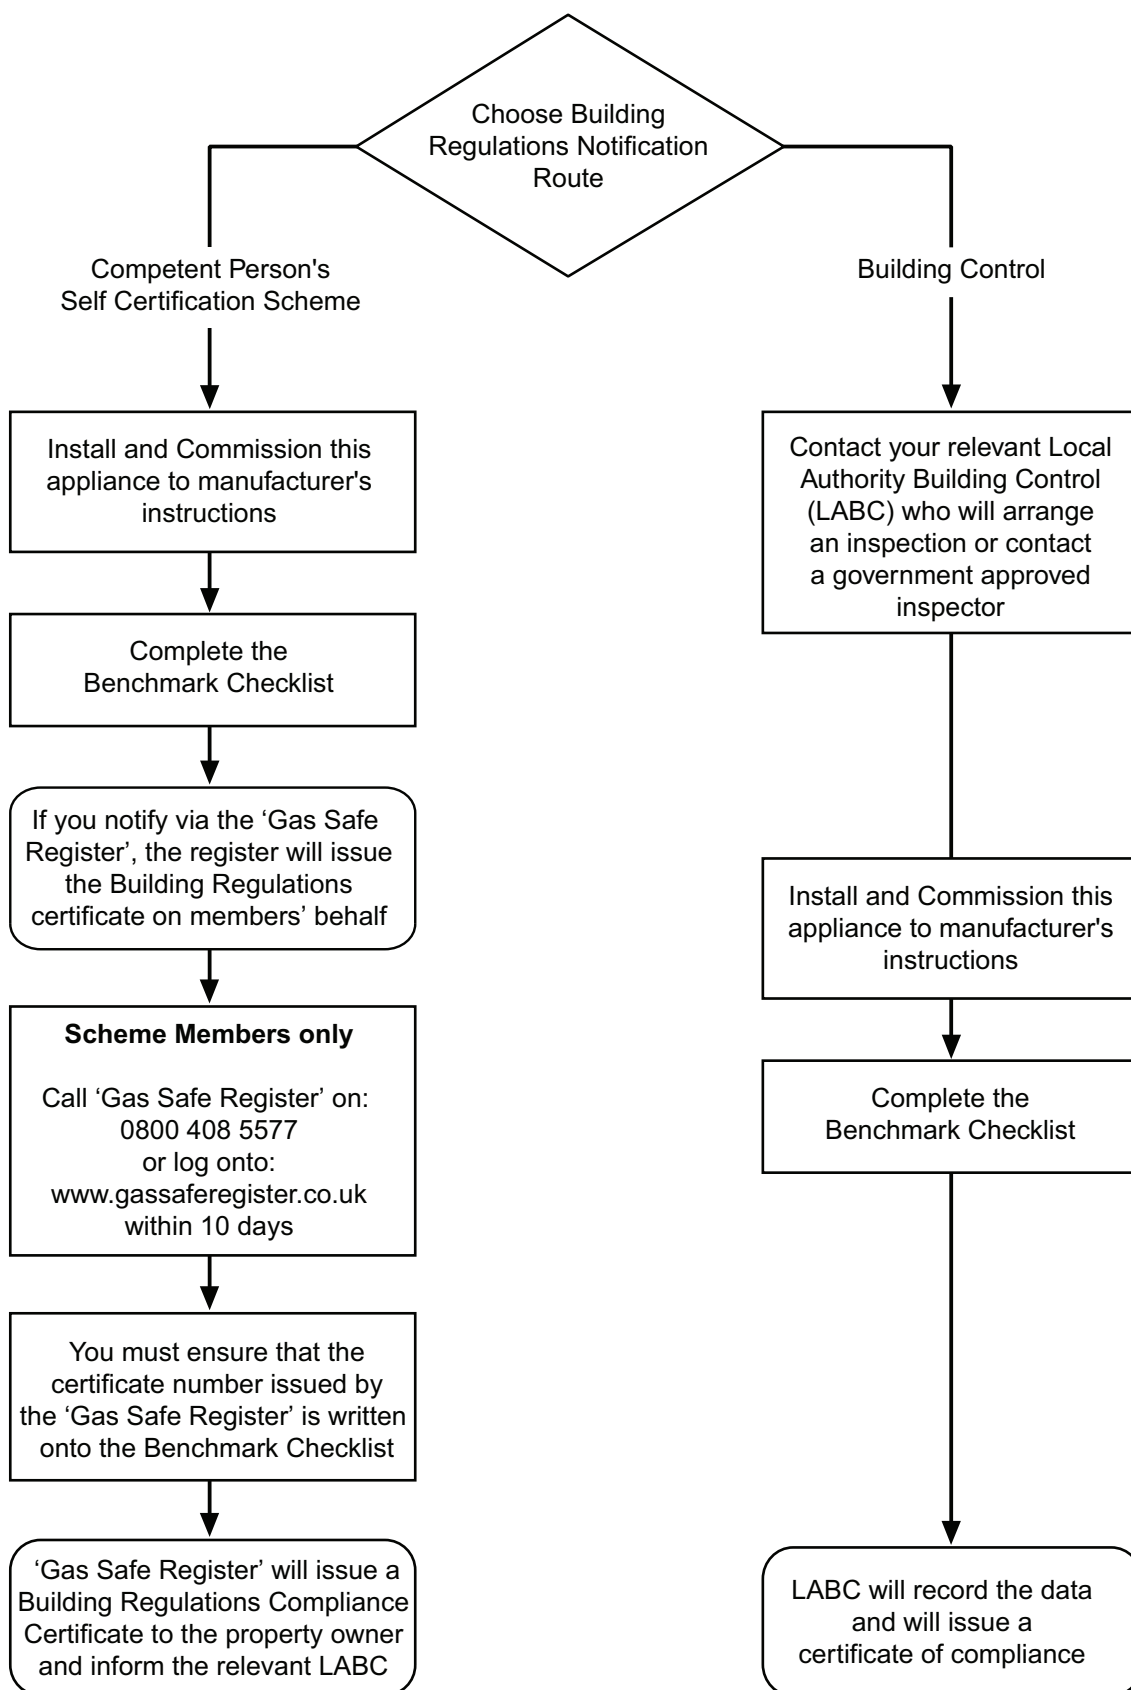 Choose Building
Regulations Notification
Route
Competent Person's
Self Certification Scheme
Building Control
Install and Commission this
appliance to manufacturer's
instructions
Complete the
Benchmark Checklist
If you notify via the ‘Gas Safe
Register’, the register will issue
the Building Regulations
certificate on members’ behalf
Scheme Members only
Call ‘Gas Safe Register’ on:
0800 408 5577
or log onto:
www.gassaferegister.co.uk
within 10 days
You must ensure that the
certificate number issued by
the ‘Gas Safe Register’ is written
onto the Benchmark Checklist
‘Gas Safe Register’ will issue a
Building Regulations Compliance
Certificate to the property owner
and inform the relevant LABC
Contact your relevant Local
Authority Building Control
(LABC) who will arrange
an inspection or contact
a government approved
inspector
Install and Commission this
appliance to manufacturer's
instructions
Complete the
Benchmark Checklist
LABC will record the data
and will issue a
certificate of compliance